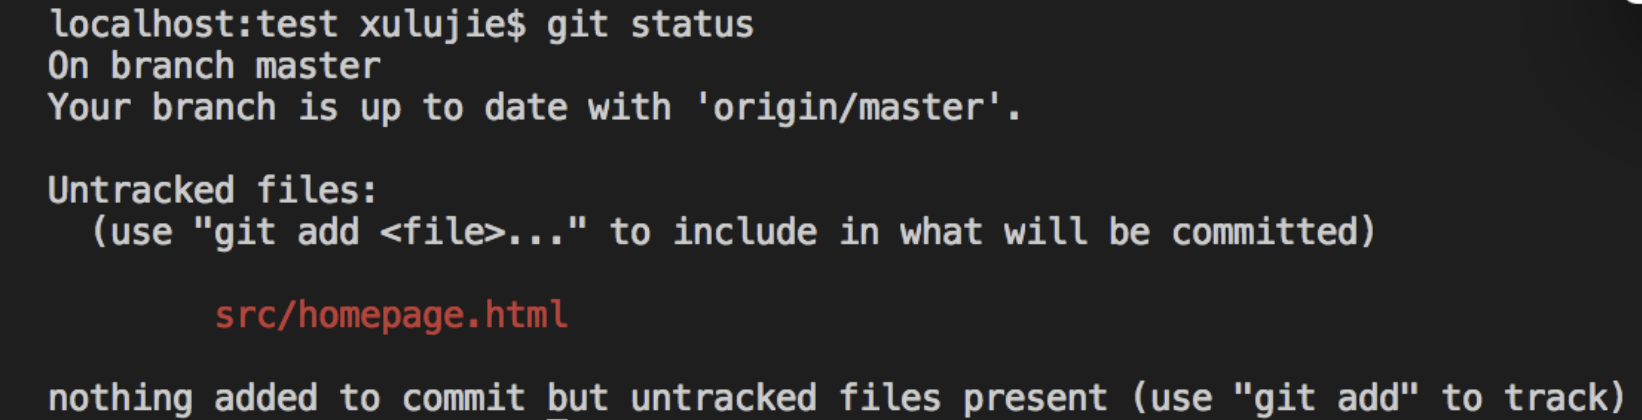 localhost:test xulujie$ git status
On branch master
Your branch is up to date with 'origin/master'.
Untracked files:
(use "git add <file>..." to include in what will be committed)
src/homepage.html
nothing added to commit but untracked files present (use "git add" to track)